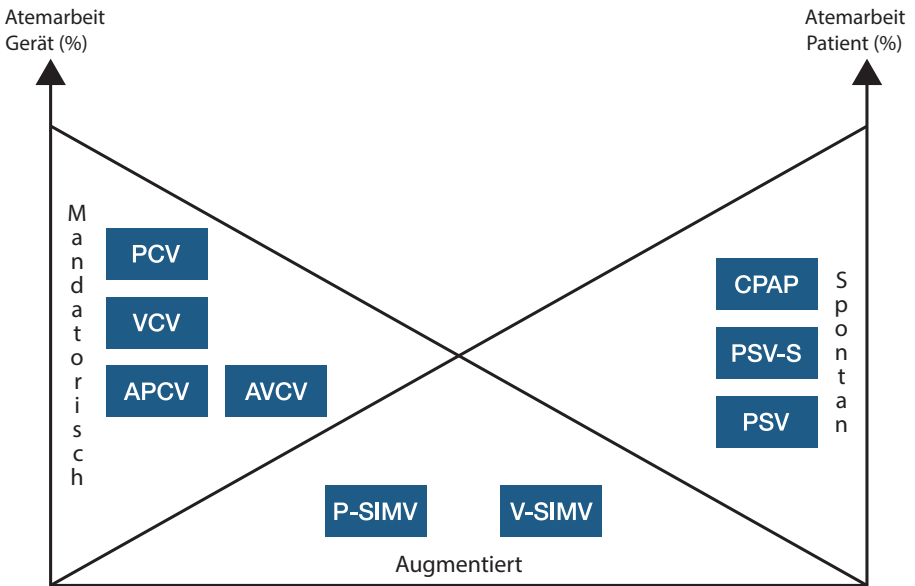 Atemarbeit
Gerät (%)
Atemarbeit
Patient (%)
Mandatorisch
PCV
VCV
APCV
AVCV
CPAP
PSV-S
PSV
Spontan
P-SIMV
V-SIMV
Augmentiert